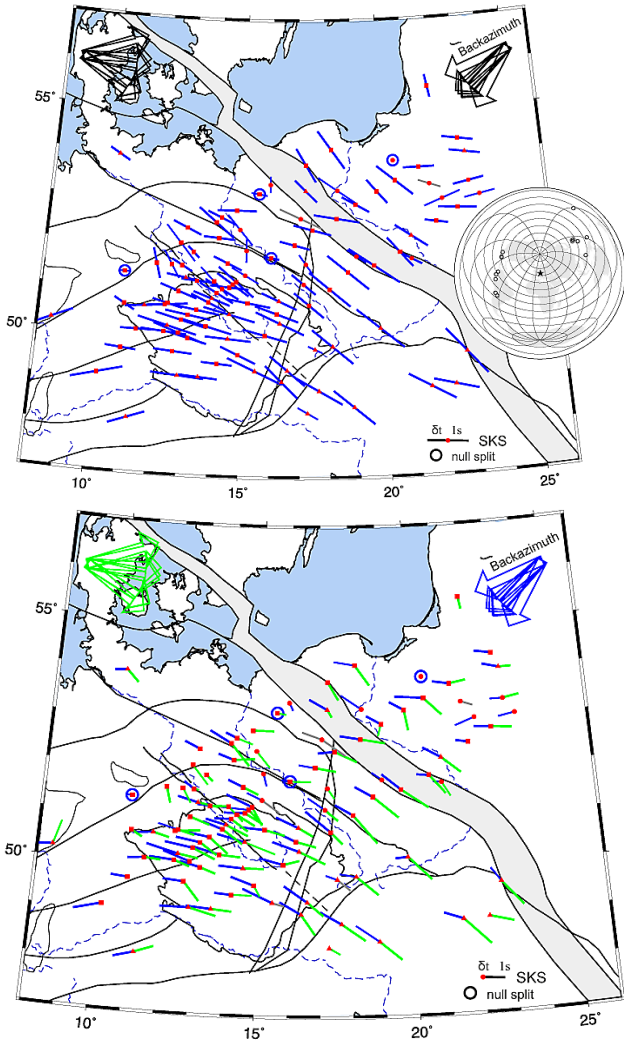 Backazimuth
55°
50°
δt 1s
SKS
null split
10° 15° 20° 25°
Backazimuth
55°
50°
δt 1s
SKS
null split
10° 15° 20° 25°